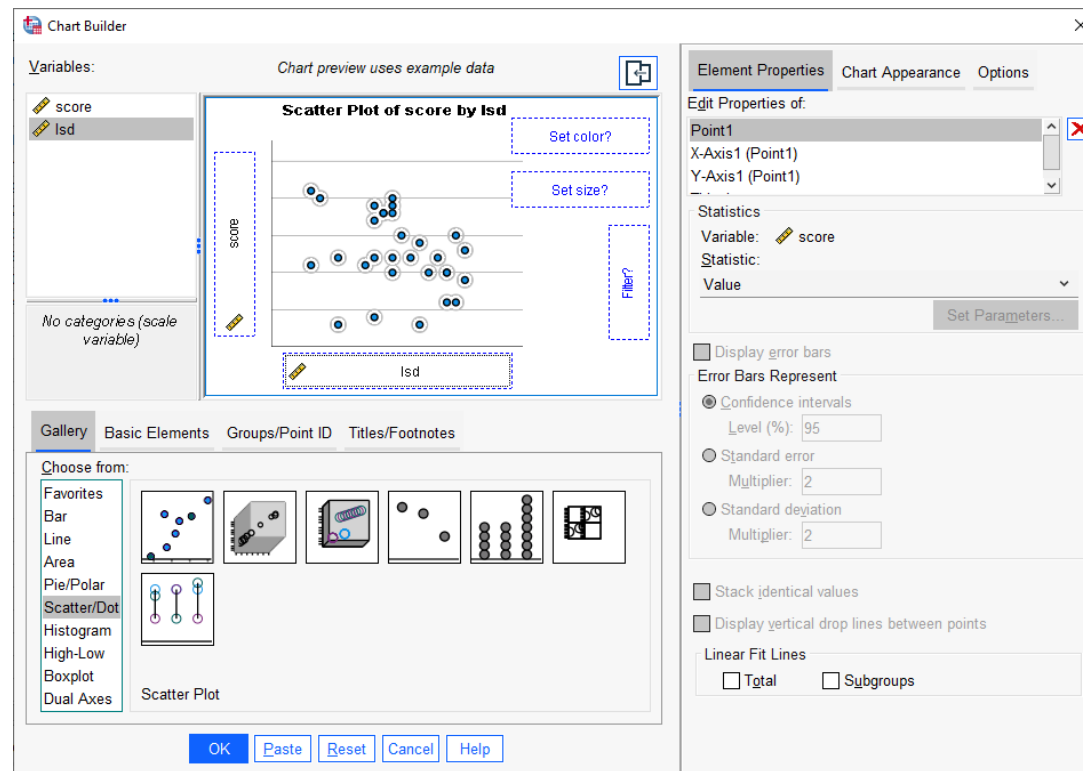 Chart Builder
Variables:
Chart preview uses example data
score
lsd
No categories (scale
variable)
Scatter Plot of score by lsd
Set color?
Set size?
Filter?
score
lsd
Gallery
Basic Elements
Groups/Point ID
Titles/Footnotes
Choose from:
Favorites
Bar
Line
Area
Pie/Polar
Scatter/Dot
Histogram
High-Low
Boxplot
Dual Axes
Scatter Plot
OK
Paste
Reset
Cancel
Help
Element Properties
Chart Appearance
Options
Edit Properties of:
Point1
X-Axis1 (Point1)
Y-Axis1 (Point1)
Statistics
Variable: score
Statistic:
Value
Set Parameters...
Display error bars
Error Bars Represent
Confidence intervals
Level (%): 95
Standard error
Multiplier: 2
Standard deviation
Multiplier: 2
Stack identical values
Display vertical drop lines between points
Linear Fit Lines
Total
Subgroups